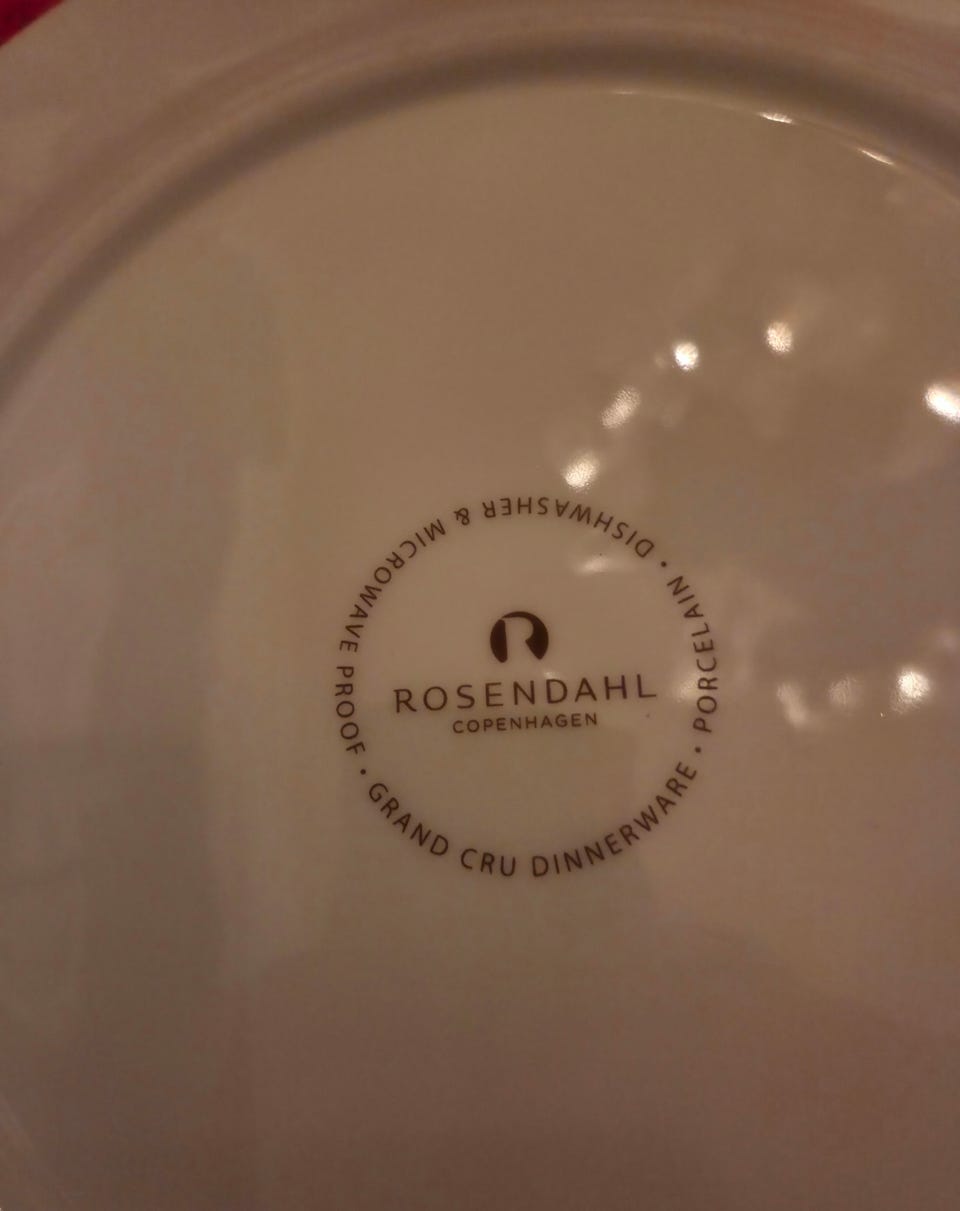 R
ROSENDAHL
COPENHAGEN
GRAND CRU DINNERWARE • PORCELAIN • DISHWASHER & MICROWAVE PROOF •